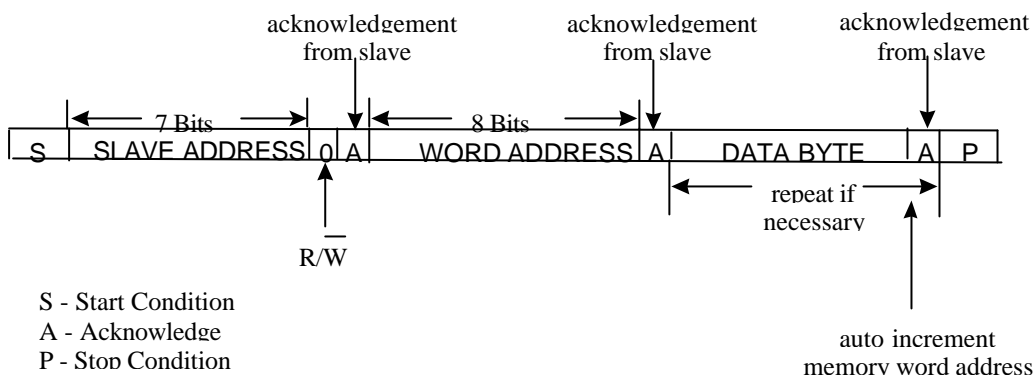 acknowledgement from slave
acknowledgement from slave
acknowledgement from slave
7 Bits
8 Bits
S SLAVE ADDRESS 0 A WORD ADDRESS A DATA BYTE A P
repeat if necessary
R/W̅
S - Start Condition
A - Acknowledge
P - Stop Condition
auto increment
memory word address